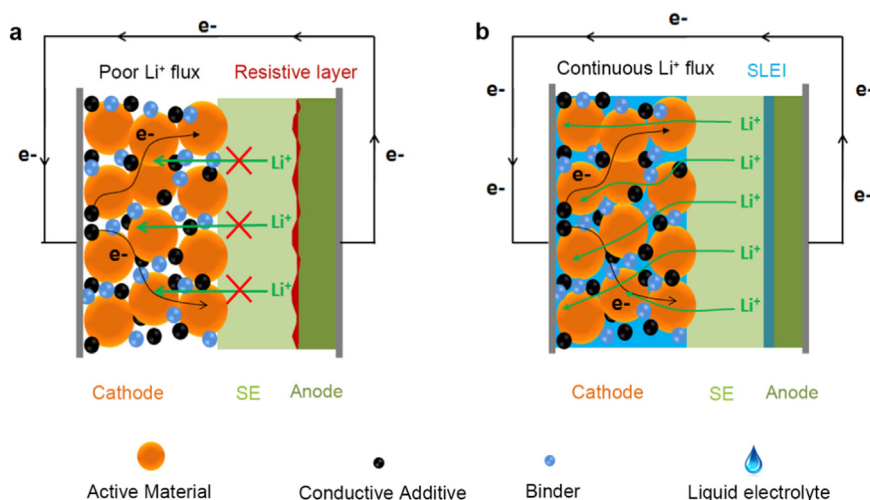 a
e-
Poor Li⁺ flux
Resistive layer
e-
e-
e-
e-
Li⁺
Li⁺
Li⁺
Cathode
SE
Anode
b
e-
Continuous Li⁺ flux
SLEI
e-
e-
e-
e-
e-
e-
Li⁺
Li⁺
Li⁺
Li⁺
Li⁺
Cathode
SE
Anode
Active Material
Conductive Additive
Binder
Liquid electrolyte